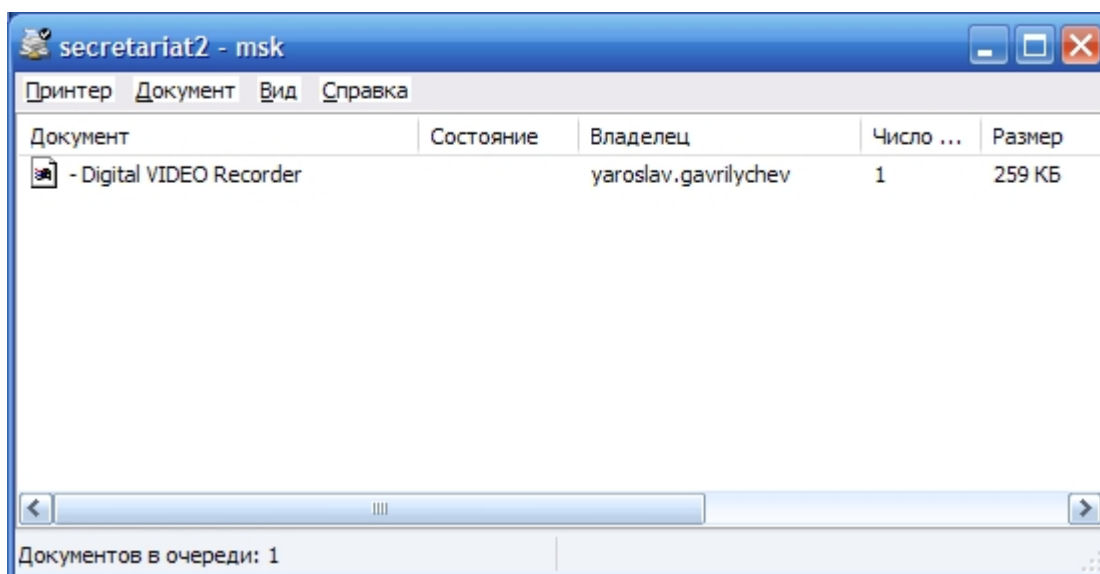 secretariat2 - msk
Принтер Документ Вид Справка
Документ Состояние Владелец Число ... Размер
- Digital VIDEO Recorder yaroslav.gavrilychev 1 259 КБ
Документов в очереди: 1